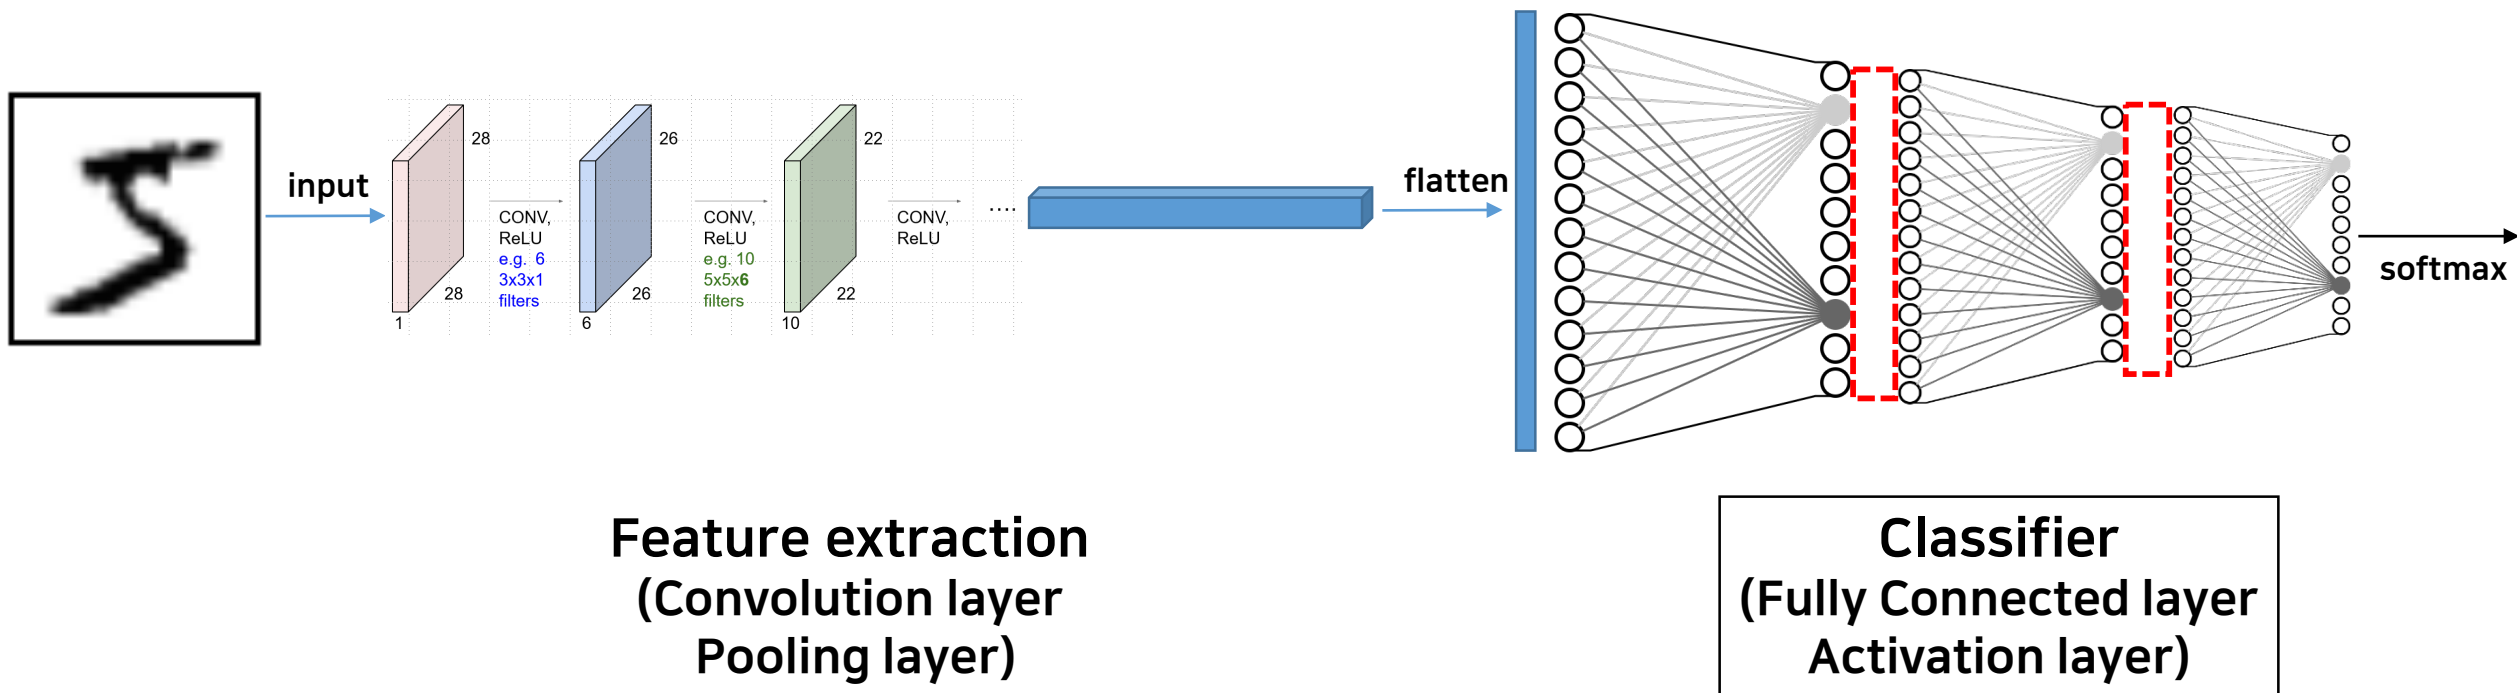 input
28
28
1
CONV,
ReLU
e.g. 6
3x3x1
filters
26
26
6
CONV,
ReLU
e.g. 10
5x5x6
filters
22
22
10
CONV,
ReLU
....
flatten
softmax
Feature extraction
(Convolution layer
Pooling layer)
Classifier
(Fully Connected layer
Activation layer)